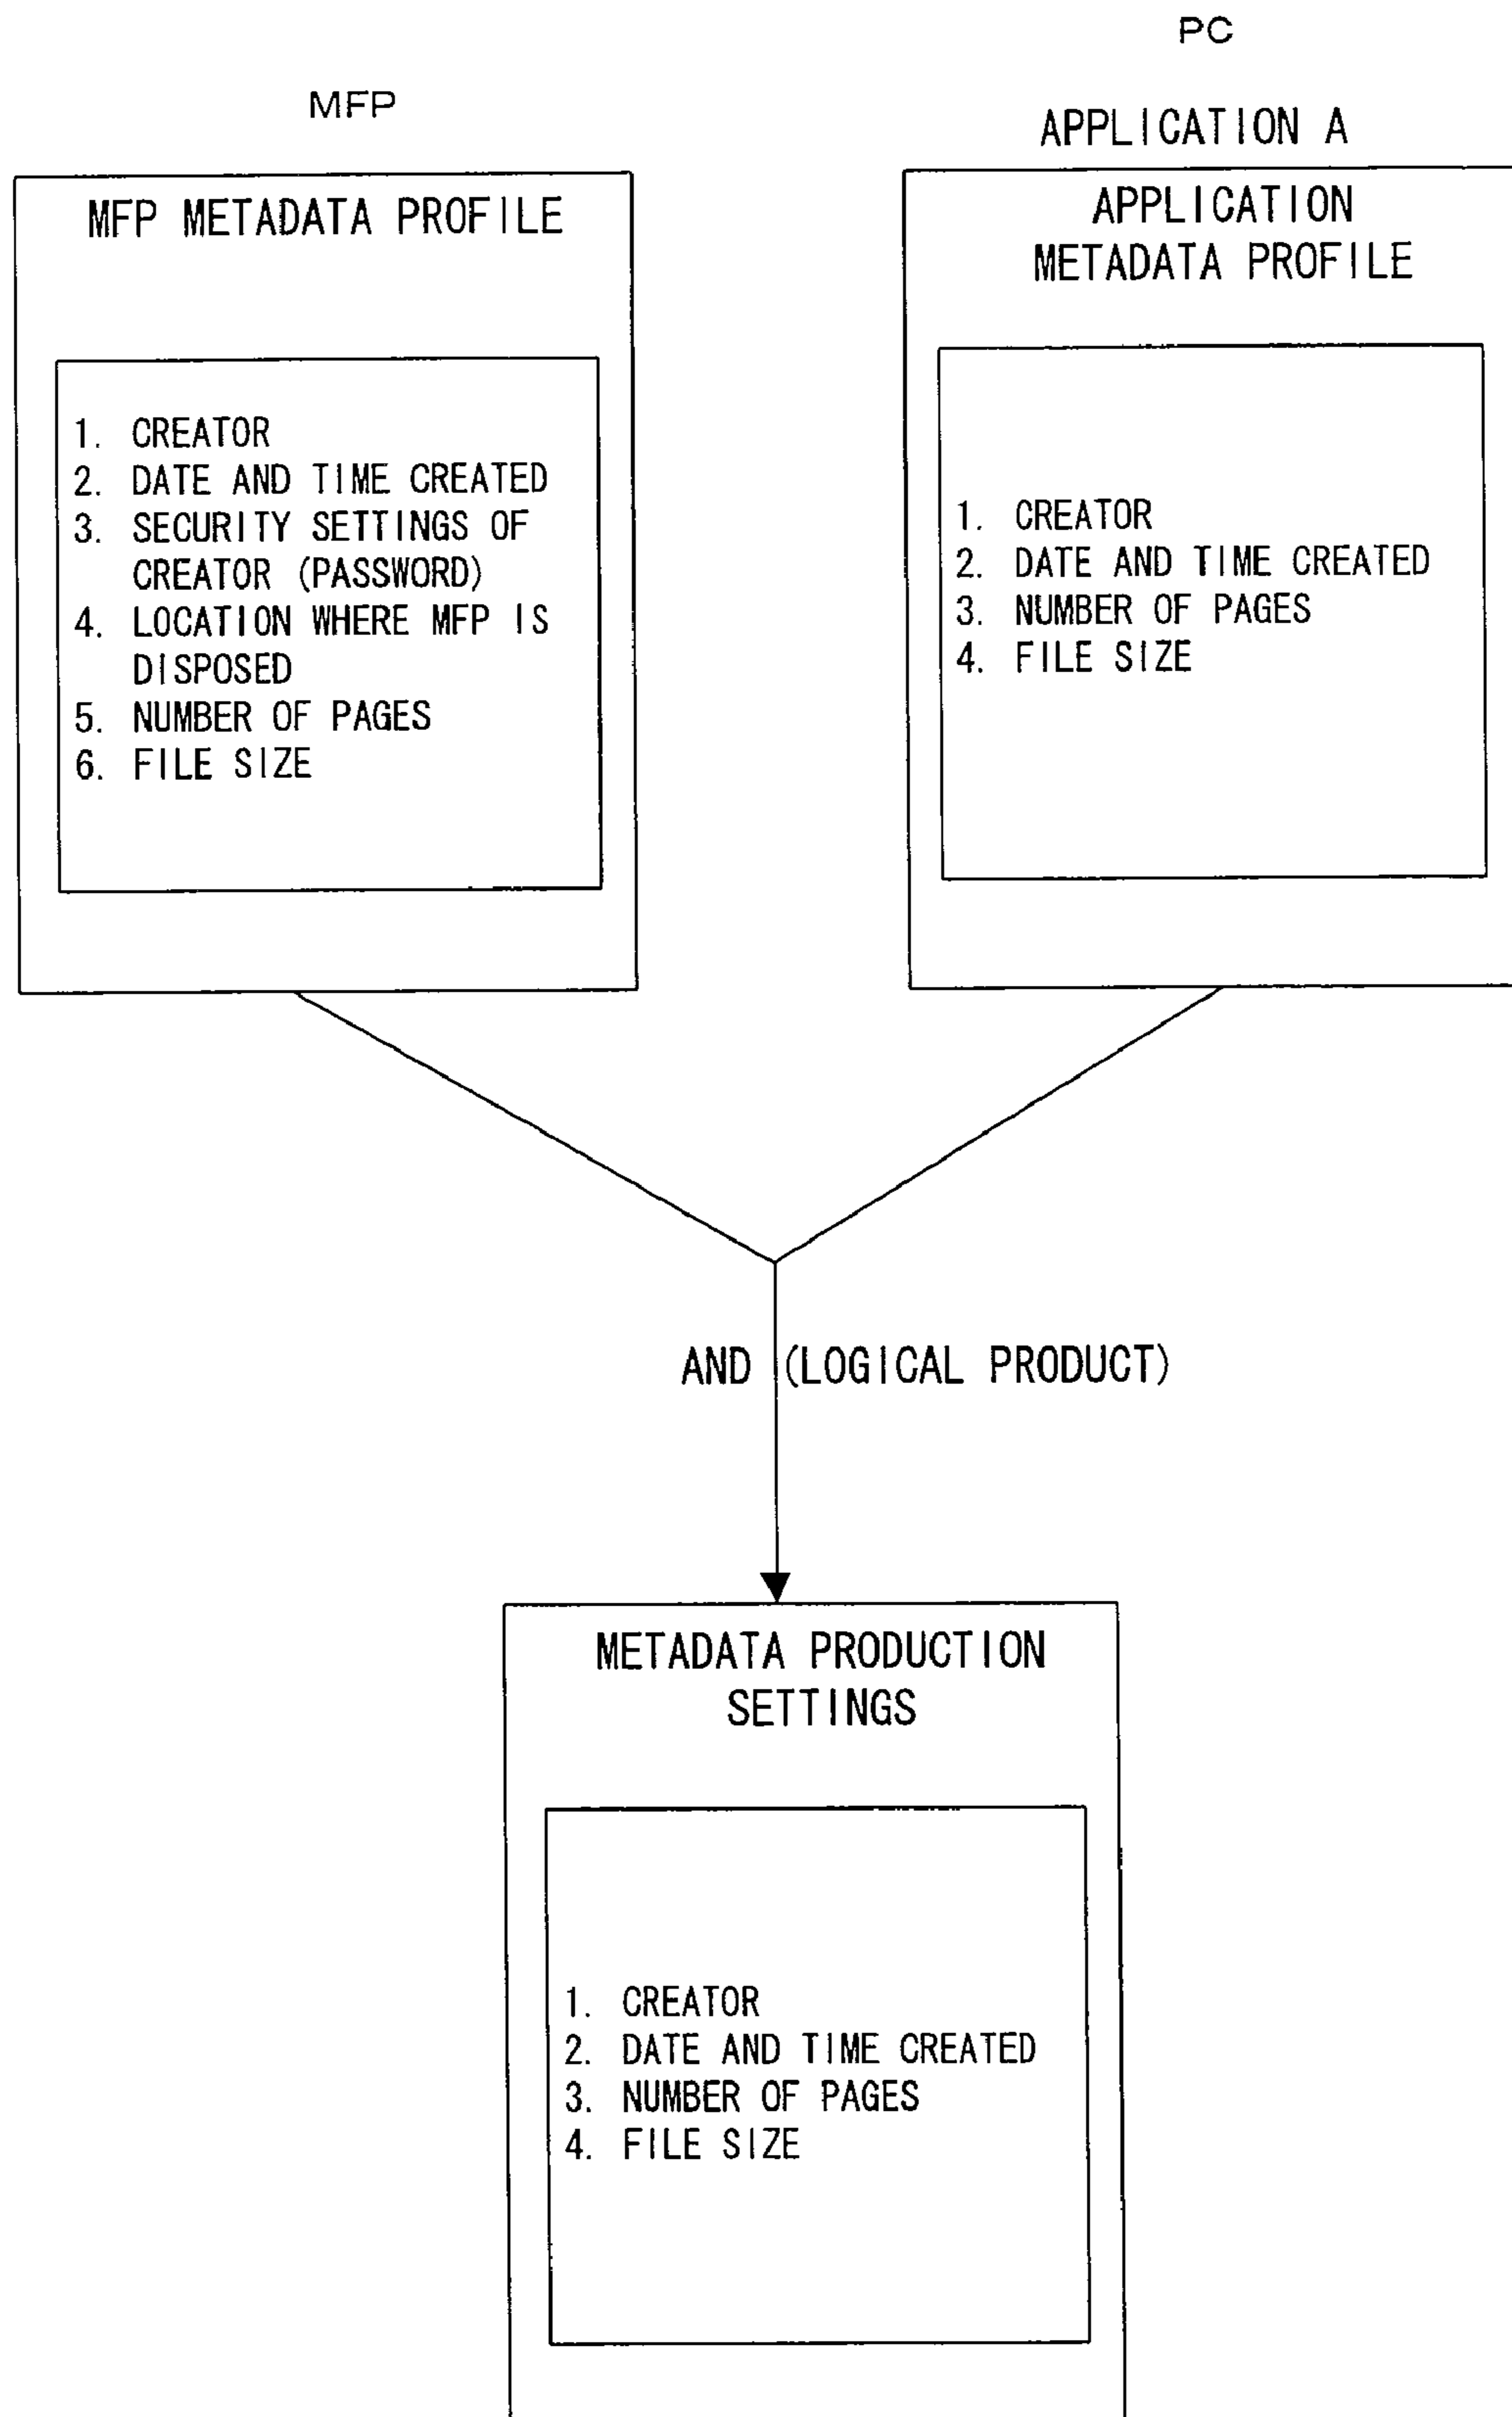 PC
MFP
APPLICATION A
MFP METADATA PROFILE
1. CREATOR
2. DATE AND TIME CREATED
3. SECURITY SETTINGS OF
CREATOR (PASSWORD)
4. LOCATION WHERE MFP IS
DISPOSED
5. NUMBER OF PAGES
6. FILE SIZE
APPLICATION
METADATA PROFILE
1. CREATOR
2. DATE AND TIME CREATED
3. NUMBER OF PAGES
4. FILE SIZE
AND (LOGICAL PRODUCT)
METADATA PRODUCTION
SETTINGS
1. CREATOR
2. DATE AND TIME CREATED
3. NUMBER OF PAGES
4. FILE SIZE